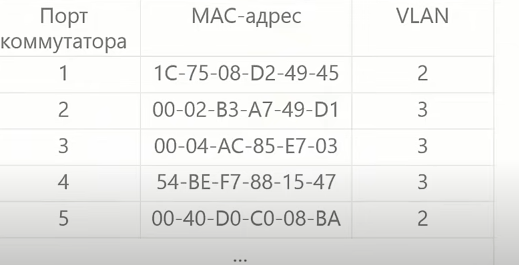 Порт коммутатора MAC-адрес VLAN
1 1C-75-08-D2-49-45 2
2 00-02-B3-A7-49-D1 3
3 00-04-AC-85-E7-03 3
4 54-BE-F7-88-15-47 3
5 00-40-D0-C0-08-BA 2
...